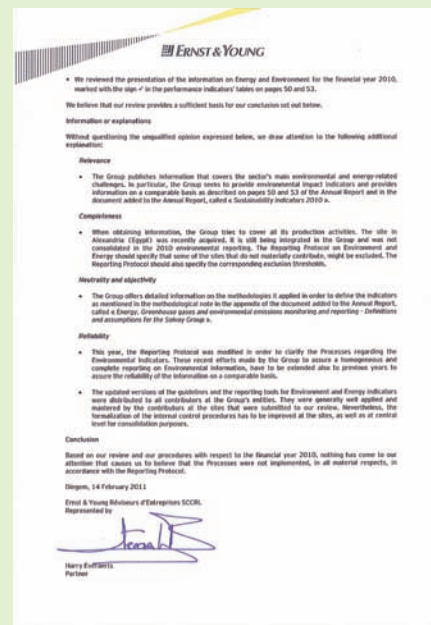 ERNST & YOUNG
• We reviewed the presentation of the information on Energy and Environment for the financial year 2010,
marked with the sign ✓ in the performance indicators' tables on pages 50 and 53.
We believe that our review provides a sufficient basis for our conclusion set out below.
Information or explanations
Without questioning the unqualified opinion expressed below, we draw attention to the following additional
explanation:
Relevance
• The Group publishes information that covers the sector's main environmental and energy-related
challenges. In particular, the Group seeks to provide environmental impact indicators and provides
information on a comparable basis as described on pages 50 and 53 of the Annual Report and in the
document added to the Annual Report, called « Sustainability indicators 2010 ».
Completeness
• When obtaining information, the Group tries to cover all its production activities. The site in
Alexandria (Egypt) was recently acquired, it is still being integrated in the Group and was not
consolidated in the 2010 environmental reporting. The Reporting Protocol on Environment and
Energy should specify that some of the sites that do not materially contribute, might be excluded. The
Reporting Protocol should also specify the corresponding exclusion thresholds.
Neutrality and objectivity
• The Group offers detailed information on the methodologies it applied in order to define the indicators
as mentioned in the methodological note in the appendix of the document added to the Annual Report,
called « Energy, Greenhouse gases and environmental emissions monitoring and reporting - Definitions
and assumptions for the Solvay Group ».
Reliability
• This year, the Reporting Protocol was modified in order to clarify the Processes regarding the
Environmental Indicators. These recent efforts made by the Group to assure a homogeneous and
complete reporting on Environmental information, have to be extended also to previous years to
assure the reliability of the information on a comparable basis.
• The updated versions of the guidelines and the reporting tools for Environment and Energy indicators
were distributed to all contributors at the Group's entities. They were generally well applied and
mastered by the contributors at the sites that were submitted to our review. Nevertheless, the
formalization of the internal control procedures has to be improved at the sites, as well as at central
level for consolidation purposes.
Conclusion
Based on our review and our procedures with respect to the financial year 2010, nothing has come to our
attention that causes us to believe that the Processes were not implemented, in all material respects, in
accordance with the Reporting Protocol.
Diegem, 14 February 2011
Ernst & Young Réviseurs d'Entreprises SCCRL
Represented by
Harry Everaerts
Partner